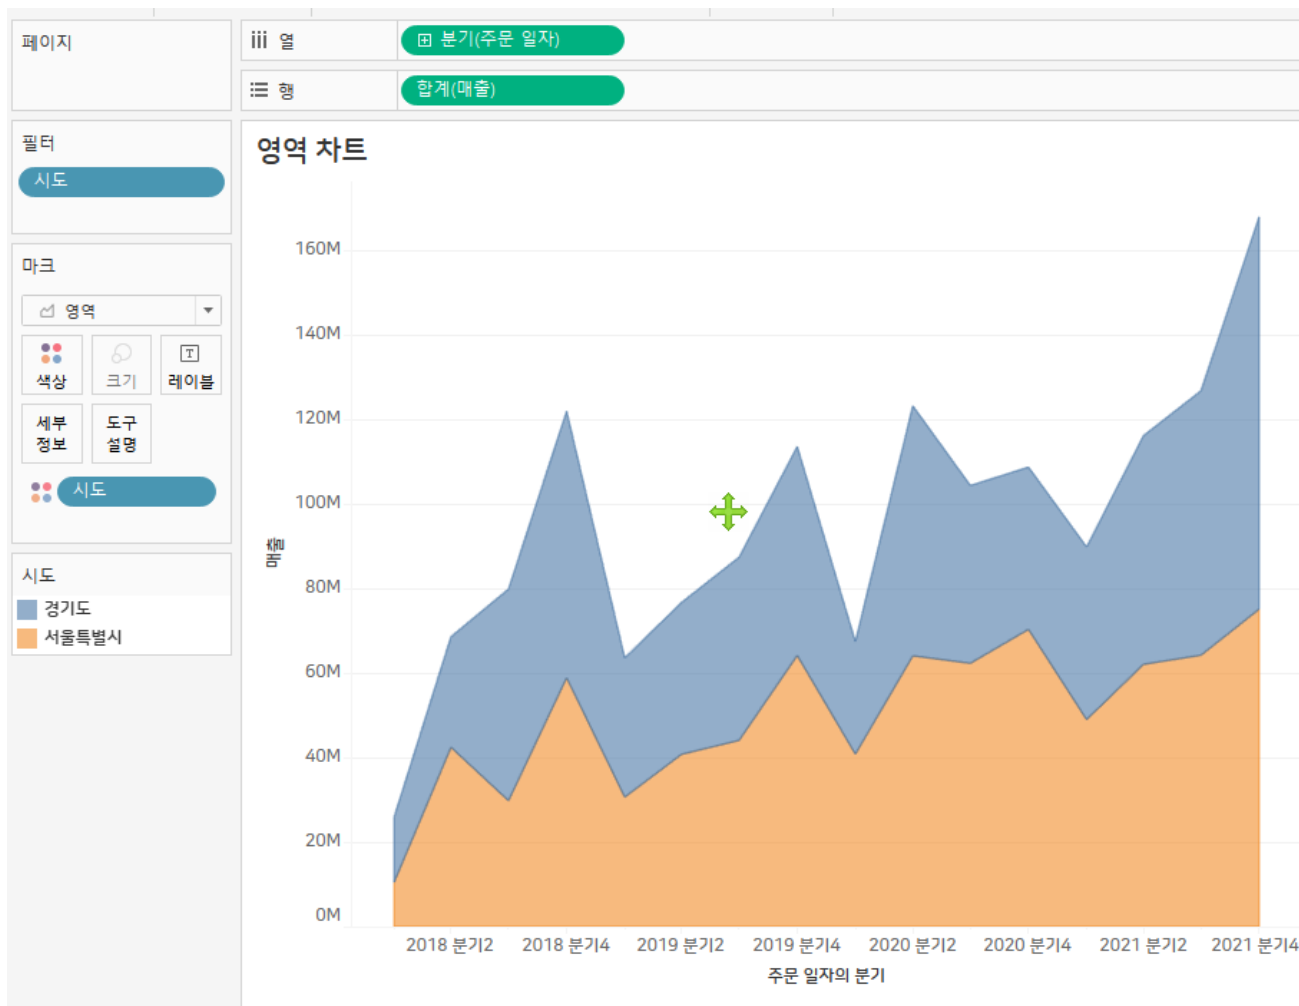 페이지
열
분기(주문 일자)
행
합계(매출)
필터
시도
마크
영역
색상
크기
레이블
세부
정보
도구
설명
시도
시도
경기도
서울특별시
영역 차트
160M
140M
120M
100M
80M
60M
40M
20M
0M
매출
2018 분기2 2018 분기4 2019 분기2 2019 분기4 2020 분기2 2020 분기4 2021 분기2 2021 분기4
주문 일자의 분기